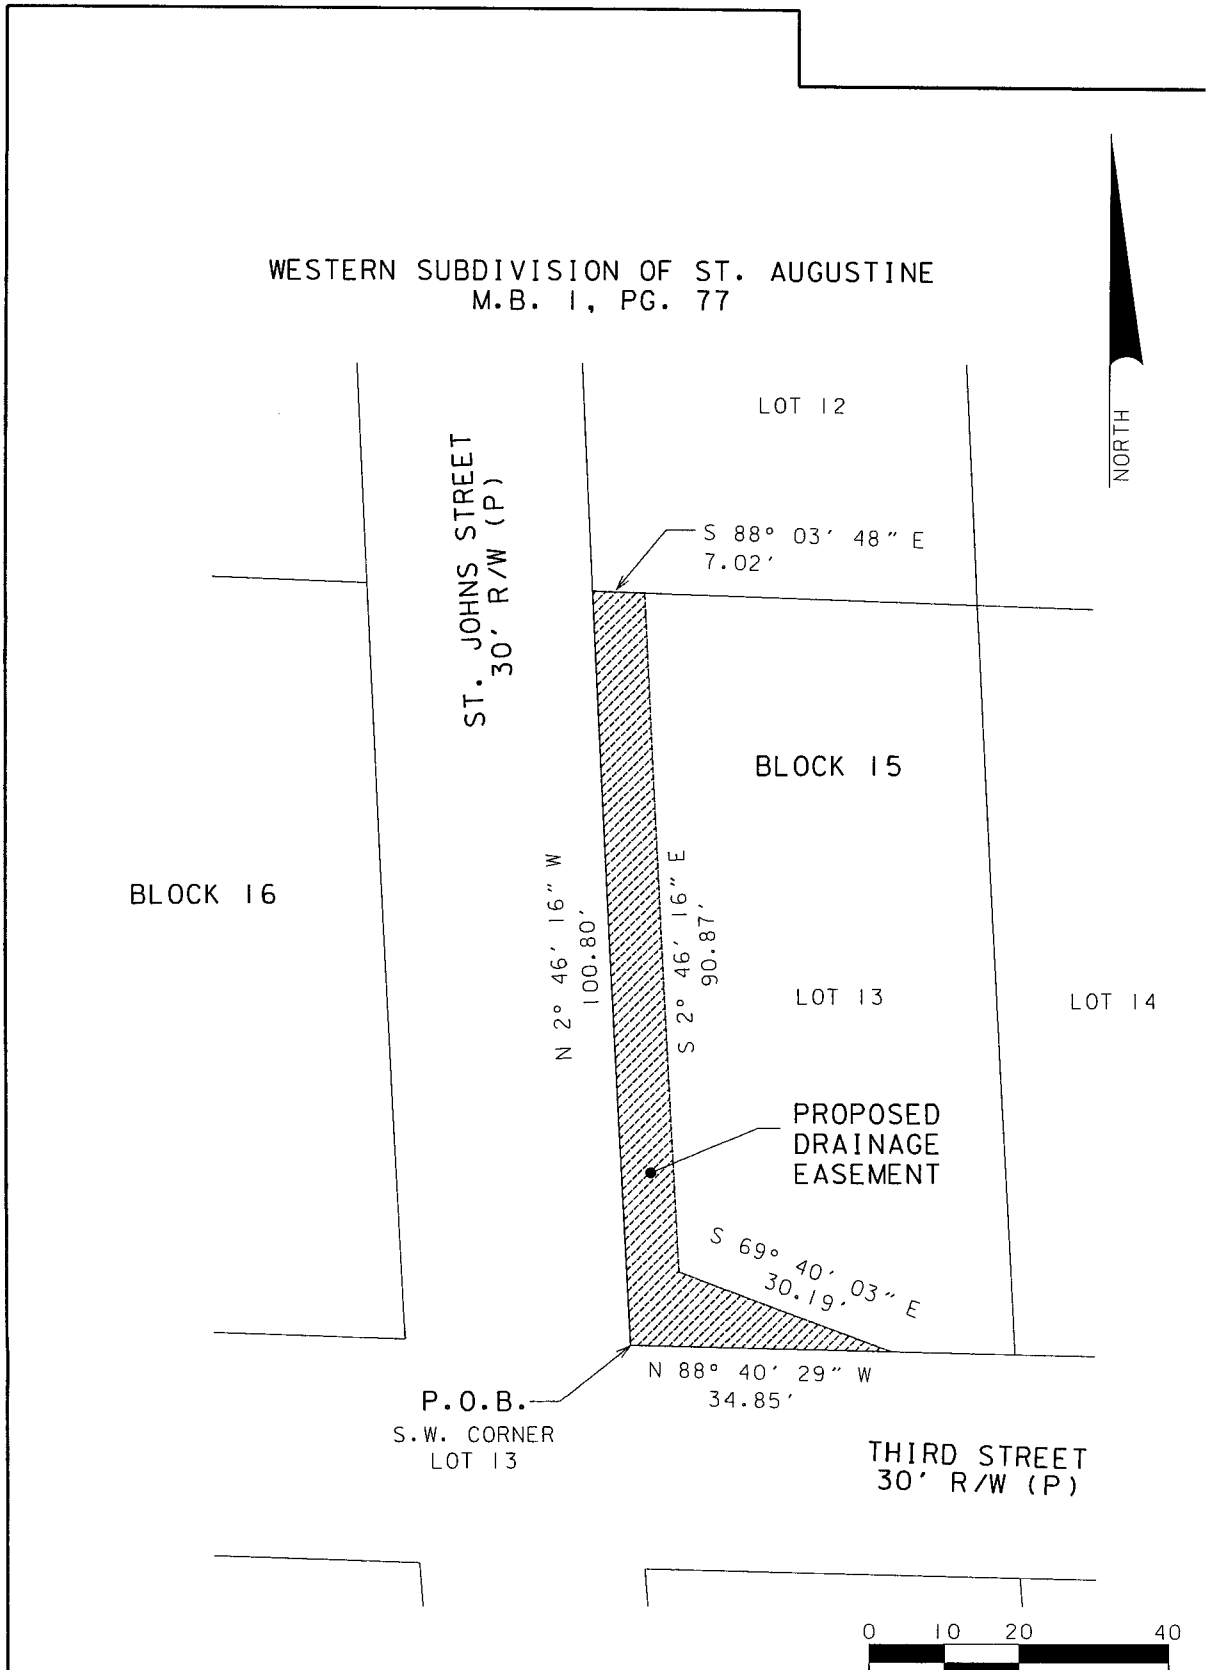 WESTERN SUBDIVISION OF ST. AUGUSTINE
M.B. 1, PG. 77
NORTH
LOT 12
ST. JOHNS STREET
30' R/W (P)
S 88° 03' 48" E
7.02'
BLOCK 15
BLOCK 16
N 2° 46' 16" W
100.80'
S 2° 46' 16" E
90.87'
LOT 13
LOT 14
PROPOSED
DRAINAGE
EASEMENT
S 69° 40' 03" E
30.19'
N 88° 40' 29" W
34.85'
P.O.B.
S.W. CORNER
LOT 13
THIRD STREET
30' R/W (P)
0 10 20 40